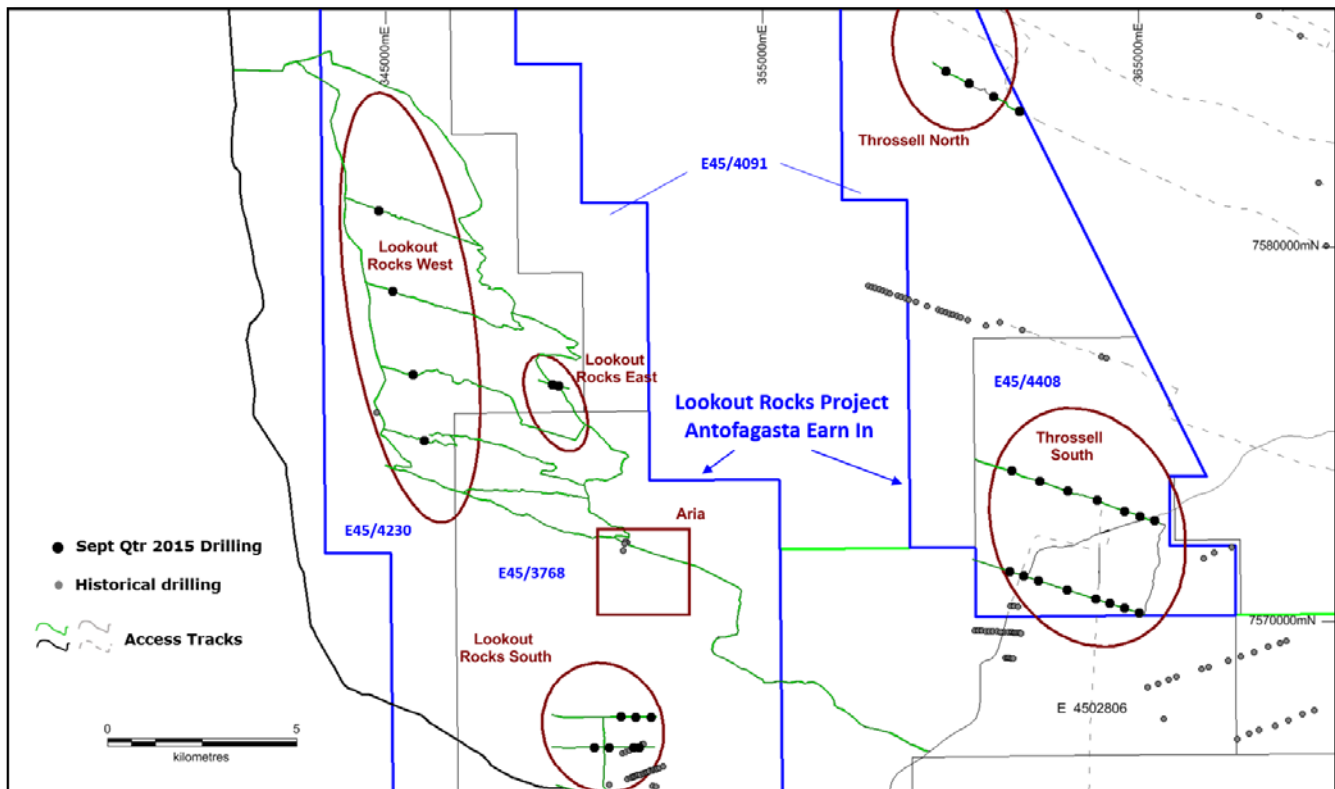 345000mE
355000mE
365000mE
Throssell North
E45/4091
Lookout
Rocks West
7580000mN
Lookout
Rocks East
E45/4408
Lookout Rocks Project
Antofagasta Earn In
Throssell
South
Aria
E45/4230
E45/3768
Sept Qtr 2015 Drilling
Historical drilling
Access Tracks
7570000mN
Lookout
Rocks South
E 4502806
0 5
kilometres